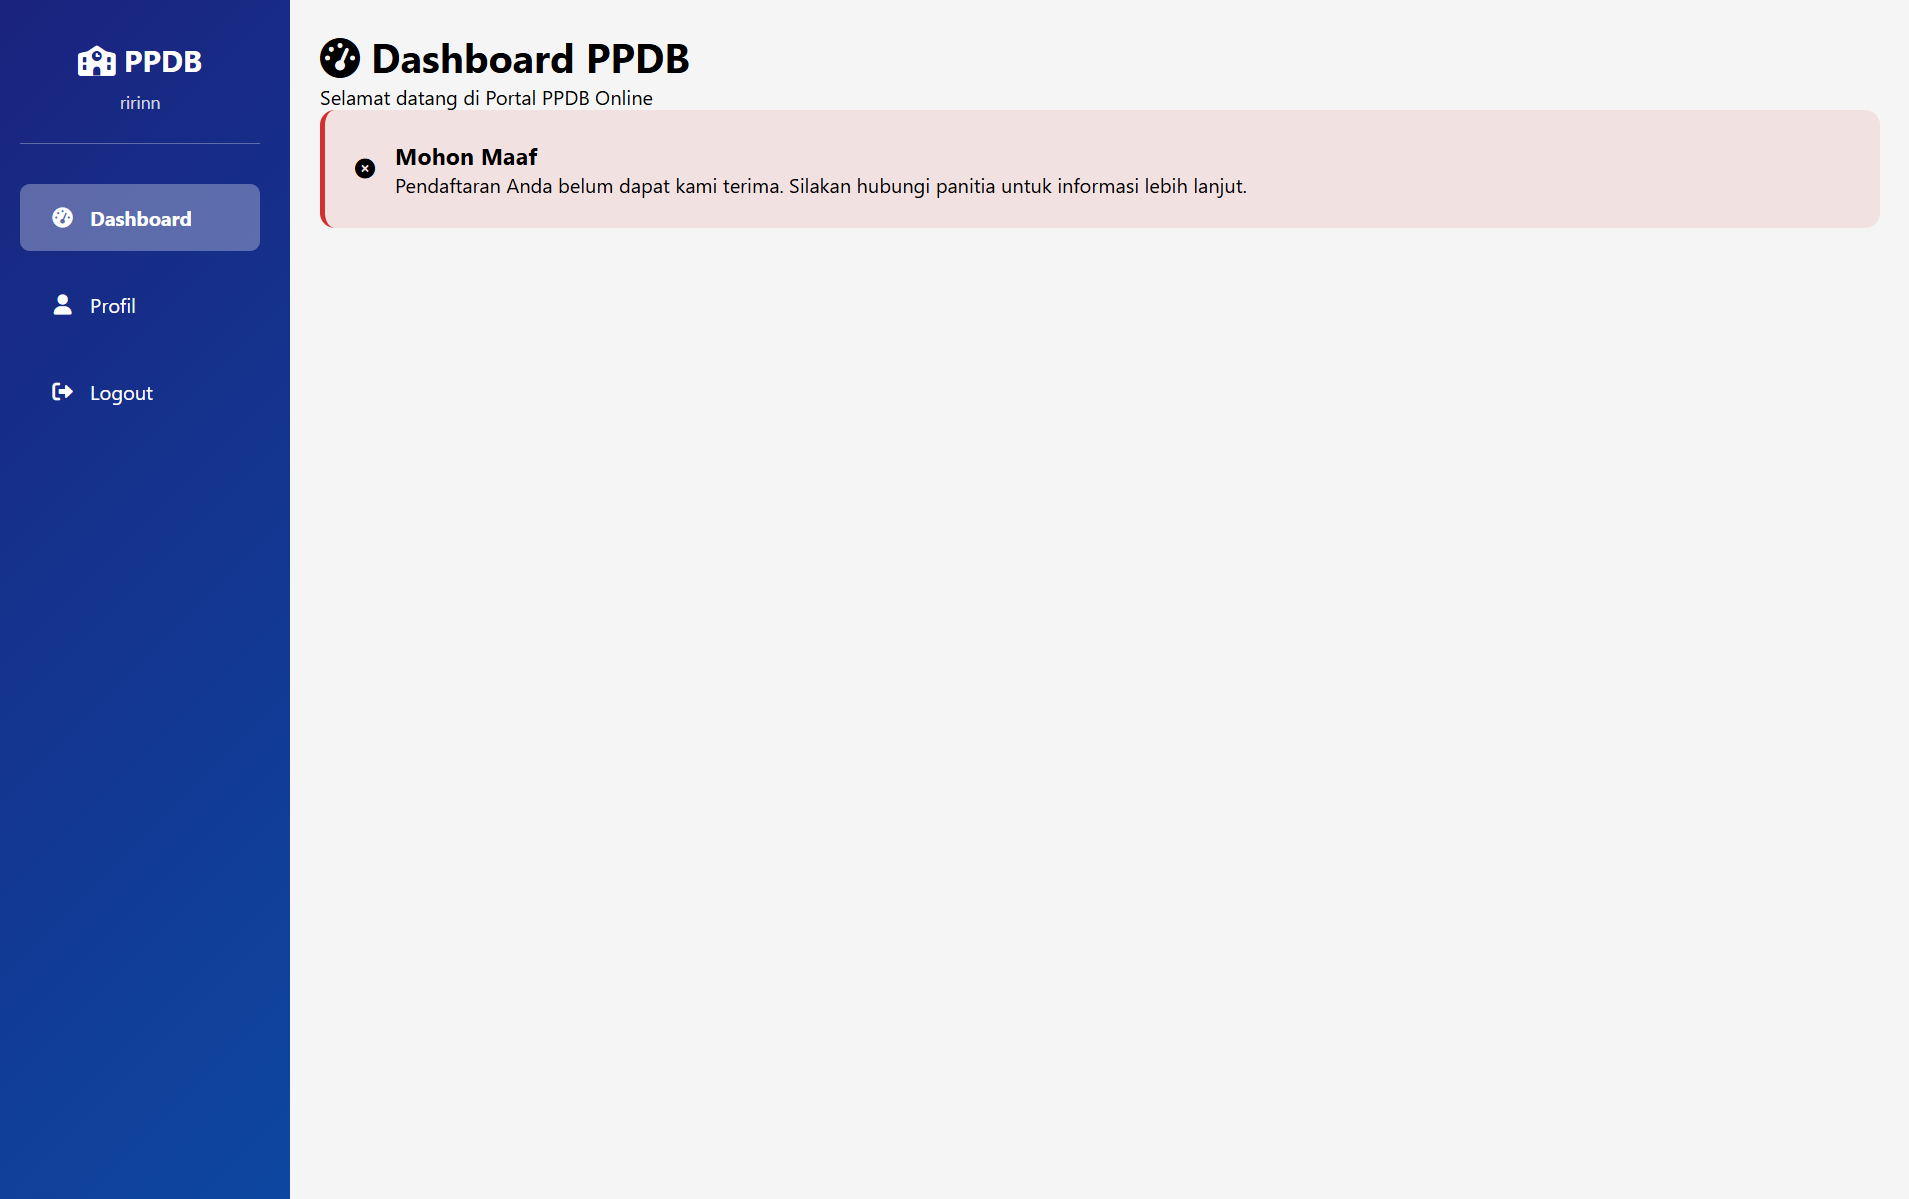 PPDB
ririnn
Dashboard
Profil
Logout
Dashboard PPDB
Selamat datang di Portal PPDB Online
Mohon Maaf
Pendaftaran Anda belum dapat kami terima. Silakan hubungi panitia untuk informasi lebih lanjut.